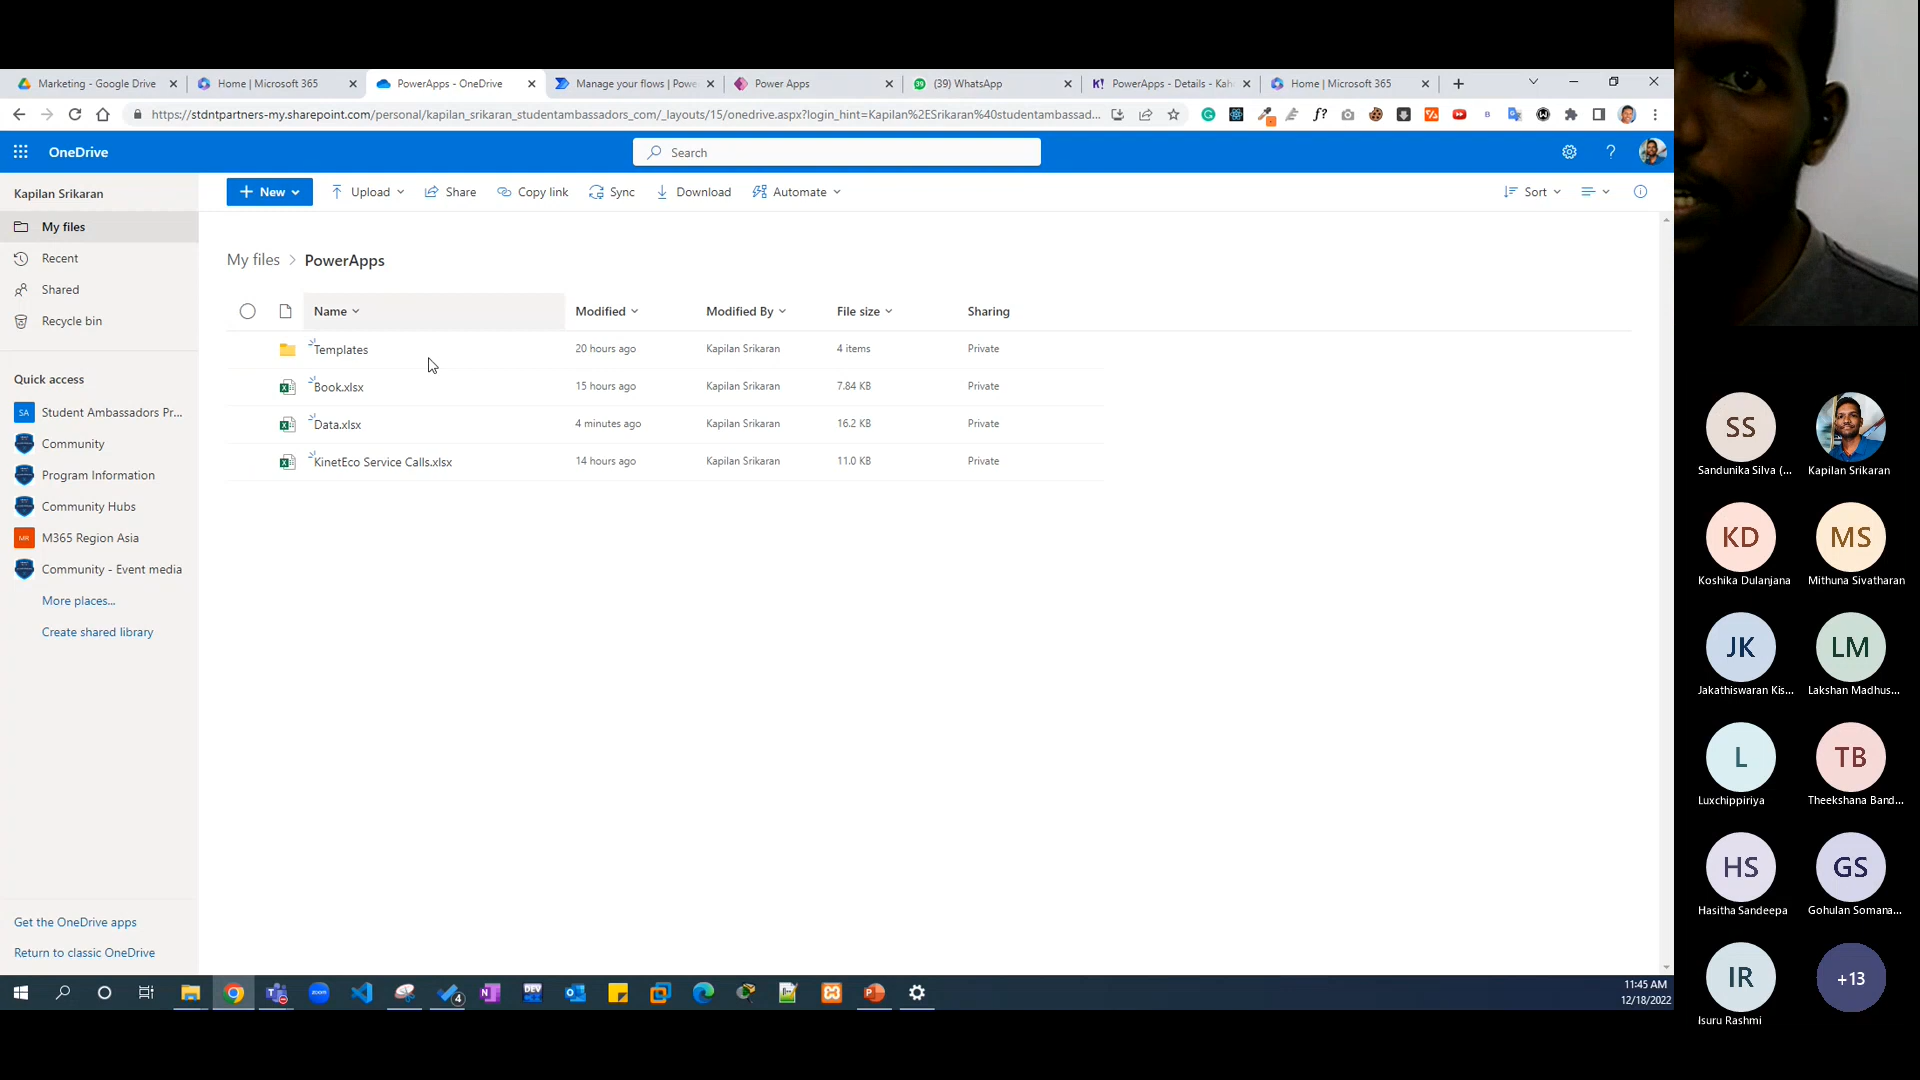 Marketing - Google Drive
Home | Microsoft 365
PowerApps - OneDrive
Manage your flows | Powe
Power Apps
(39) WhatsApp
PowerApps - Details - Kah
Home | Microsoft 365
https://stdntpartners-my.sharepoint.com/personal/kapilan_srikaran_studentambassadors_com/_layouts/15/onedrive.aspx?login_hint=Kapilan%2ESrikaran%40studentambassad...
OneDrive
Search
Kapilan Srikaran
New
Upload
Share
Copy link
Sync
Download
Automate
Sort
My files
Recent
Shared
Recycle bin
Quick access
SA Student Ambassadors Pr...
Community
Program Information
Community Hubs
MR M365 Region Asia
Community - Event media
More places...
Create shared library
Get the OneDrive apps
Return to classic OneDrive
My files > PowerApps
Name Modified Modified By File size Sharing
Templates 20 hours ago Kapilan Srikaran 4 items Private
Book.xlsx 15 hours ago Kapilan Srikaran 7.84 KB Private
Data.xlsx 4 minutes ago Kapilan Srikaran 16.2 KB Private
KinetEco Service Calls.xlsx 14 hours ago Kapilan Srikaran 11.0 KB Private
11:45 AM
12/18/2022
SS
Sandunika Silva (...
Kapilan Srikaran
KD
Koshika Dulanjana
MS
Mithuna Sivatharan
JK
Jakathiswaran Kis...
LM
Lakshan Madhus...
L
Luxchippiriya
TB
Theekshana Band...
HS
Hasitha Sandeepa
GS
Gohulan Somana...
IR
Isuru Rashmi
+13